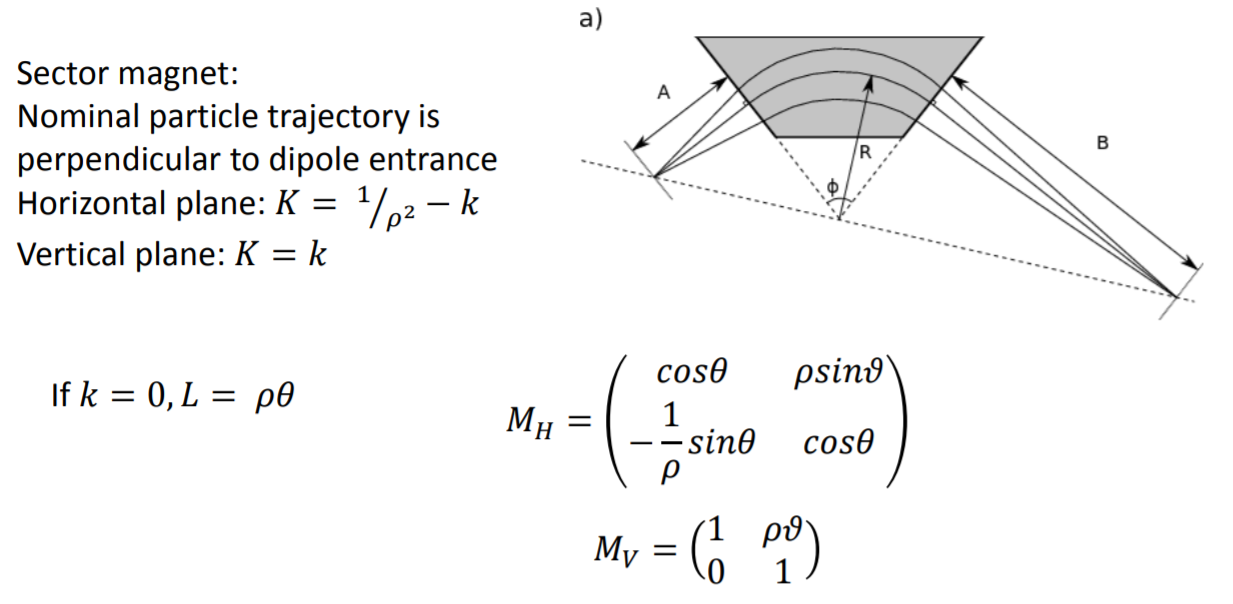 a)
Sector magnet:
Nominal particle trajectory is
perpendicular to dipole entrance
Horizontal plane: K = 1/ρ² − k
Vertical plane: K = k
A
B
R
ϕ
If k = 0, L = ρθ
M_H = ( cosθ ρsinϑ
−1/ρ sinθ cosθ )
M_V = ( 1 ρϑ
0 1 )